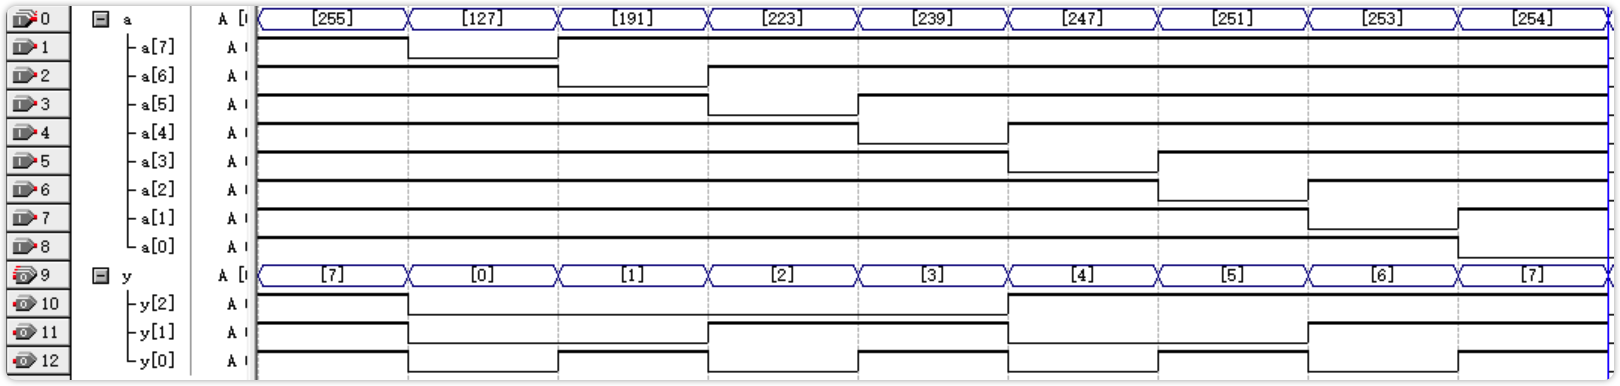 0 a A [ [255] [127] [191] [223] [239] [247] [251] [253] [254]
1 a[7] A
2 a[6] A
3 a[5] A
4 a[4] A
5 a[3] A
6 a[2] A
7 a[1] A
8 a[0] A
9 y A [ [7] [0] [1] [2] [3] [4] [5] [6] [7]
10 y[2] A
11 y[1] A
12 y[0] A